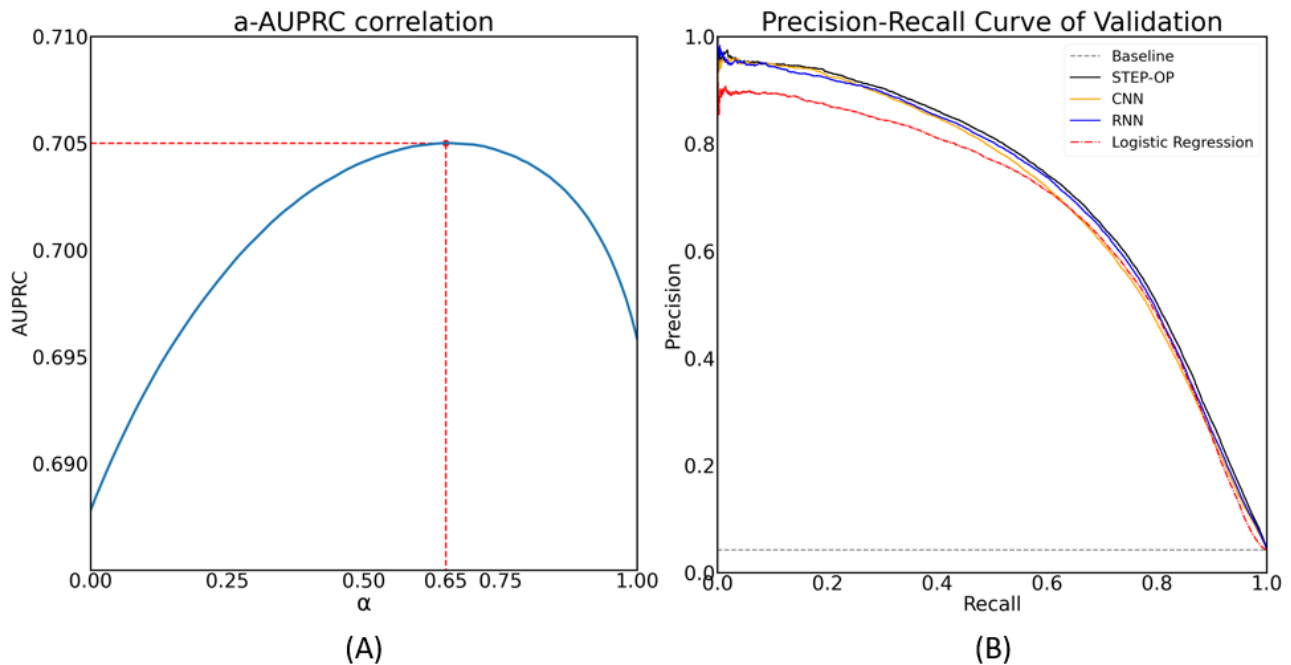 a-AUPRC correlation
0.710
0.705
0.700
0.695
0.690
AUPRC
0.00 0.25 0.50 0.65 0.75 1.00
α
(A)
Precision-Recall Curve of Validation
1.0
0.8
0.6
0.4
0.2
0.0
Precision
Baseline
STEP-OP
CNN
RNN
Logistic Regression
0.0 0.2 0.4 0.6 0.8 1.0
Recall
(B)